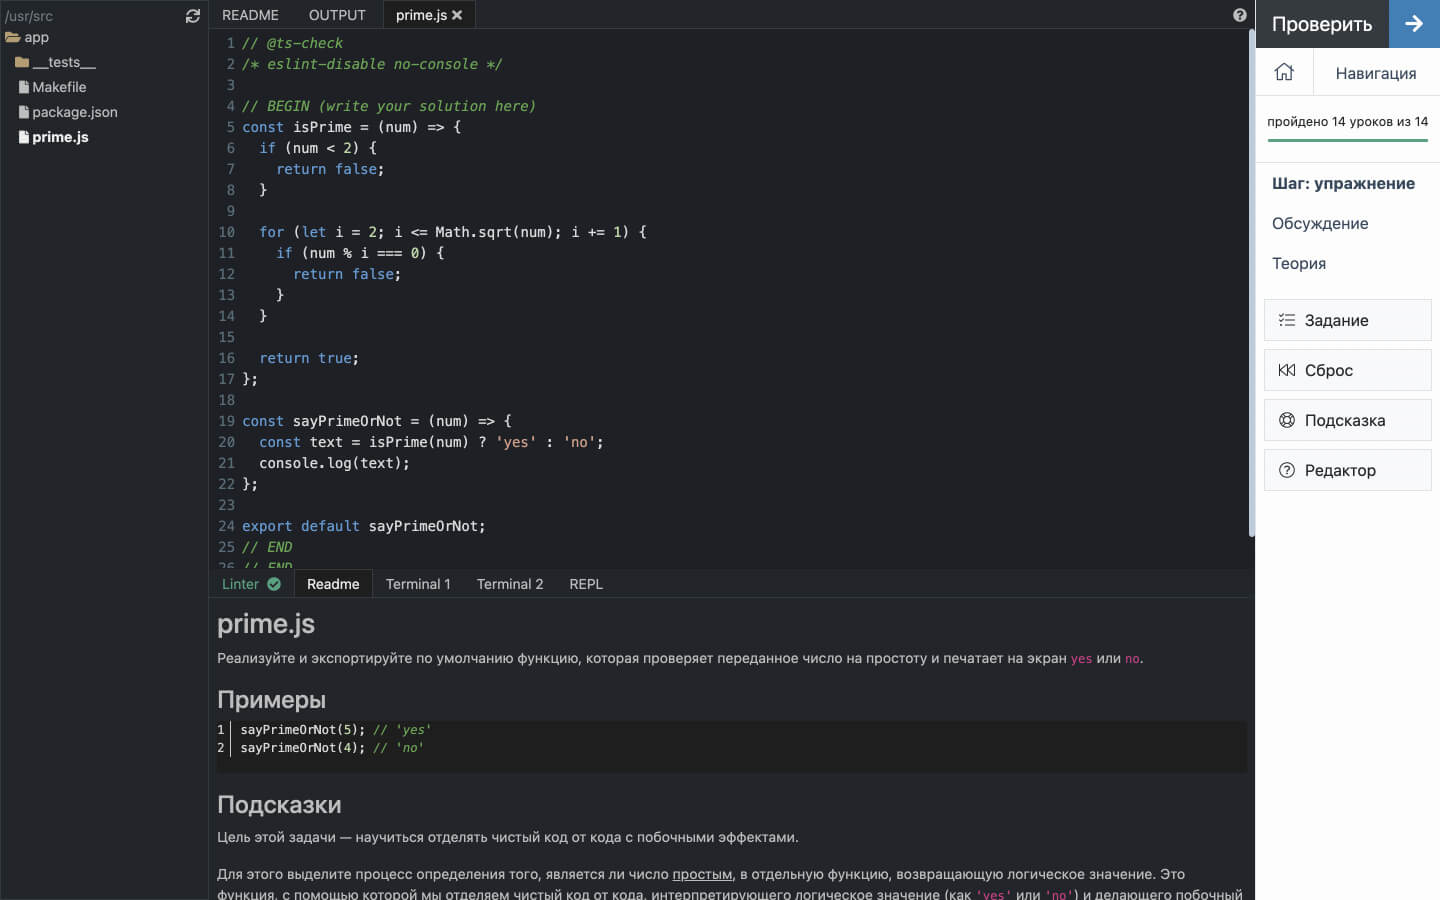 /usr/src
app
__tests__
Makefile
package.json
prime.js
README OUTPUT prime.js
1 // @ts-check
2 /* eslint-disable no-console */
3
4 // BEGIN (write your solution here)
5 const isPrime = (num) => {
6 if (num < 2) {
7 return false;
8 }
9
10 for (let i = 2; i <= Math.sqrt(num); i += 1) {
11 if (num % i === 0) {
12 return false;
13 }
14 }
15
16 return true;
17 };
18
19 const sayPrimeOrNot = (num) => {
20 const text = isPrime(num) ? 'yes' : 'no';
21 console.log(text);
22 };
23
24 export default sayPrimeOrNot;
25 // END
26 // END
Linter Readme Terminal 1 Terminal 2 REPL
prime.js
Реализуйте и экспортируйте по умолчанию функцию, которая проверяет переданное число на простоту и печатает на экран yes или no.
Примеры
1 sayPrimeOrNot(5); // 'yes'
2 sayPrimeOrNot(4); // 'no'
Подсказки
Цель этой задачи — научиться отделять чистый код от кода с побочными эффектами.
Для этого выделите процесс определения того, является ли число простым, в отдельную функцию, возвращающую логическое значение. Это
функция, с помощью которой мы отделяем чистый код от кода, интерпретирующего логическое значение (как 'yes' или 'no') и делающего побочный
Проверить
Навигация
пройдено 14 уроков из 14
Шаг: упражнение
Обсуждение
Теория
Задание
Сброс
Подсказка
Редактор